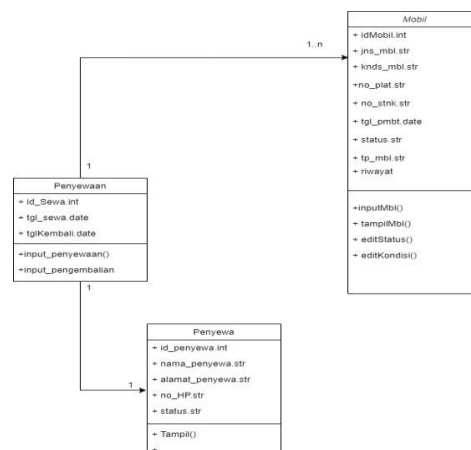 Mobil
+ idMobil.int
+ jns_mbl.str
+ knds_mbl.str
+no_plat.str
+ no_stnk.str
+ tgl_pmbt.date
+ status.str
+ tp_mbl.str
+ riwayat
+inputMbl()
+ tampilMbl()
+ editStatus()
+ editKondisi()
1..n
1
Penyewaan
+ id_Sewa.int
+ tgl_sewa.date
+ tglKembali.date
+input_penyewaan()
+input_pengembalian
1
1
Penyewa
+ id_penyewa.int
+ nama_penyewa.str
+ alamat_penyewa.str
+ no_HP.str
+ status.str
+ Tampil()
+